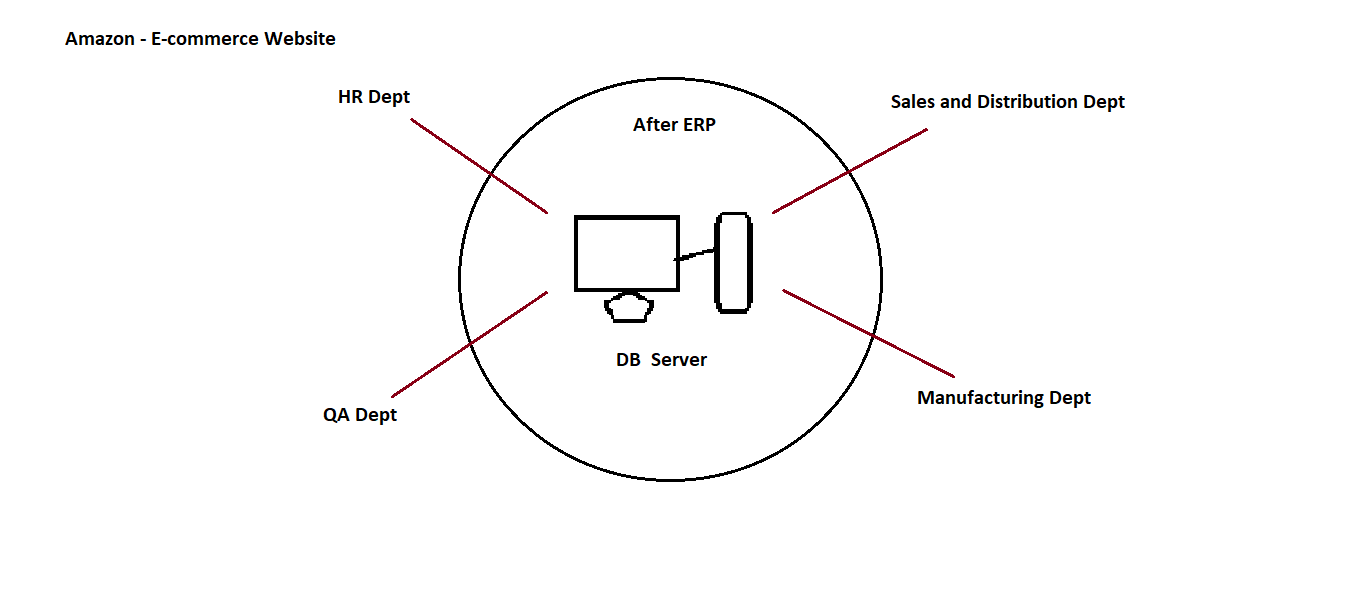 Amazon - E-commerce Website
HR Dept
Sales and Distribution Dept
After ERP
DB  Server
QA Dept
Manufacturing Dept